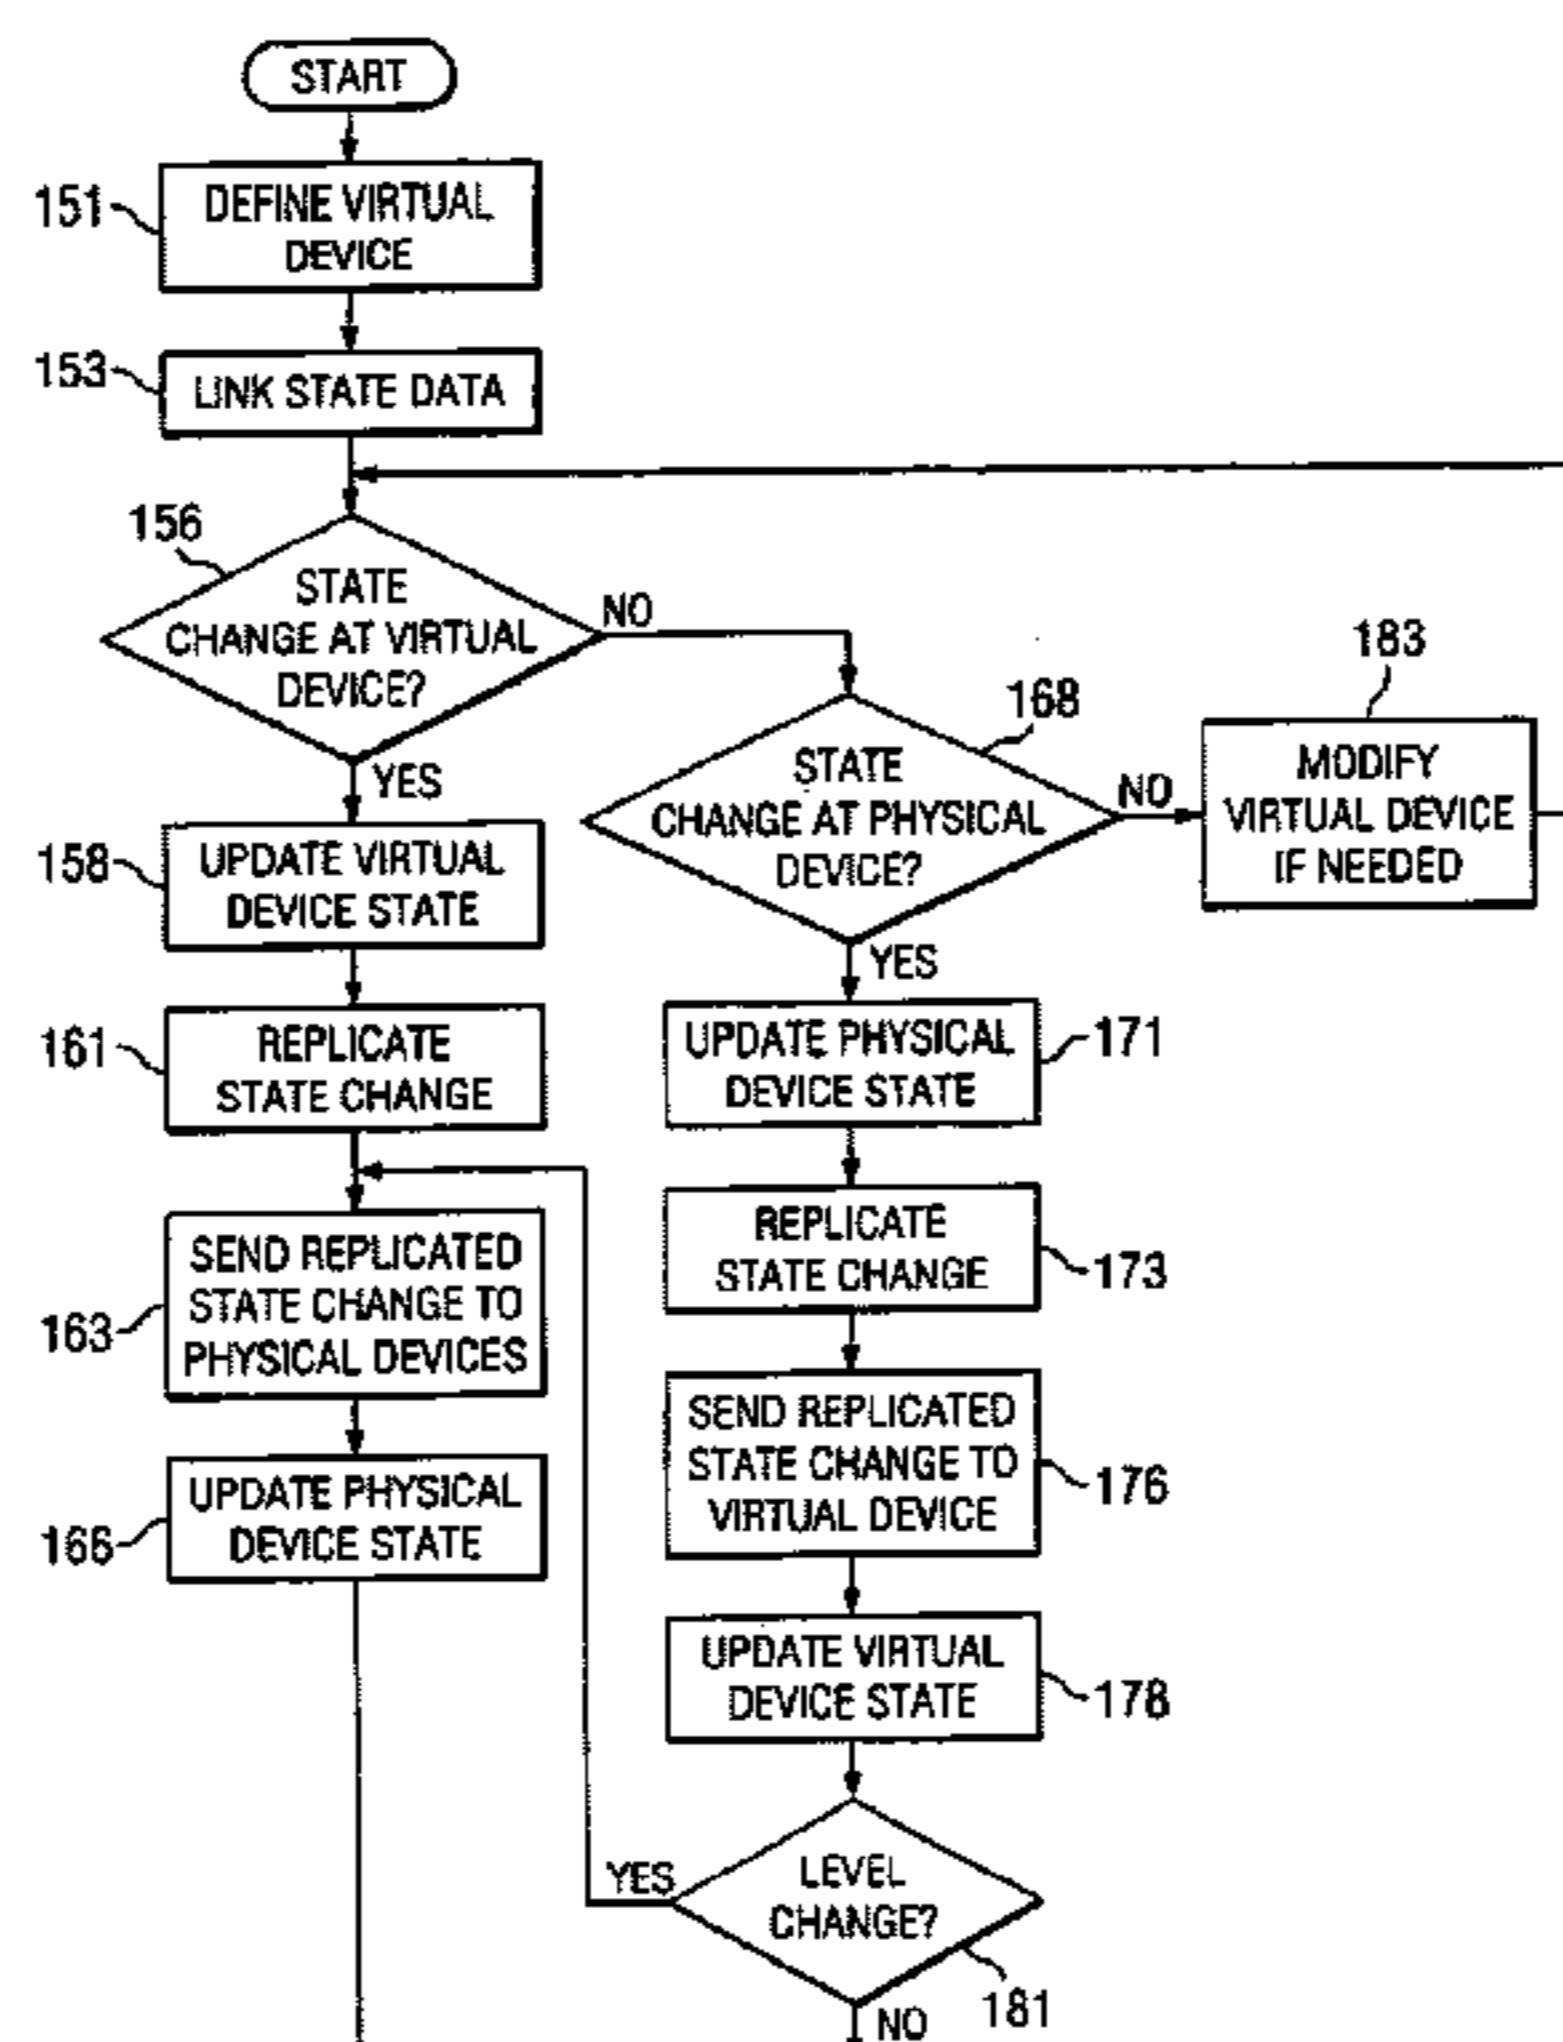 START
151
DEFINE VIRTUAL
DEVICE
153
LINK STATE DATA
156
STATE
CHANGE AT VIRTUAL
DEVICE?
NO
YES
168
STATE
CHANGE AT PHYSICAL
DEVICE?
NO
YES
183
MODIFY
VIRTUAL DEVICE
IF NEEDED
158
UPDATE VIRTUAL
DEVICE STATE
161
REPLICATE
STATE CHANGE
163
SEND REPLICATED
STATE CHANGE TO
PHYSICAL DEVICES
166
UPDATE PHYSICAL
DEVICE STATE
UPDATE PHYSICAL
DEVICE STATE
171
REPLICATE
STATE CHANGE
173
SEND REPLICATED
STATE CHANGE TO
VIRTUAL DEVICE
176
UPDATE VIRTUAL
DEVICE STATE
178
YES
LEVEL
CHANGE?
181
NO